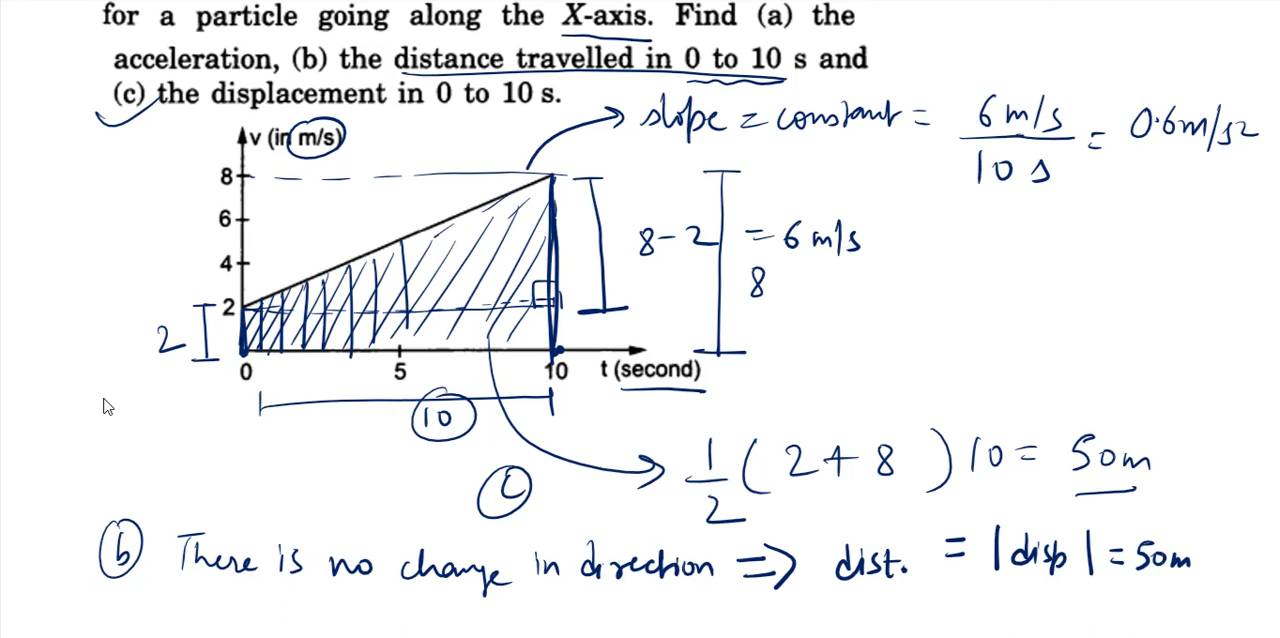 for a particle going along the X-axis. Find (a) the
acceleration, (b) the distance travelled in 0 to 10 s and
(c) the displacement in 0 to 10 s.
slope = constant = 6 m/s / 10 s = 0.6 m/s2
v (in m/s)
8
6
8 - 2 = 6 m/s
4
8
2
2
0 5 10 t (second)
10
1/2 ( 2 + 8 ) 10 = 50m
c
b There is no change in direction => dist. = |disp| = 50m